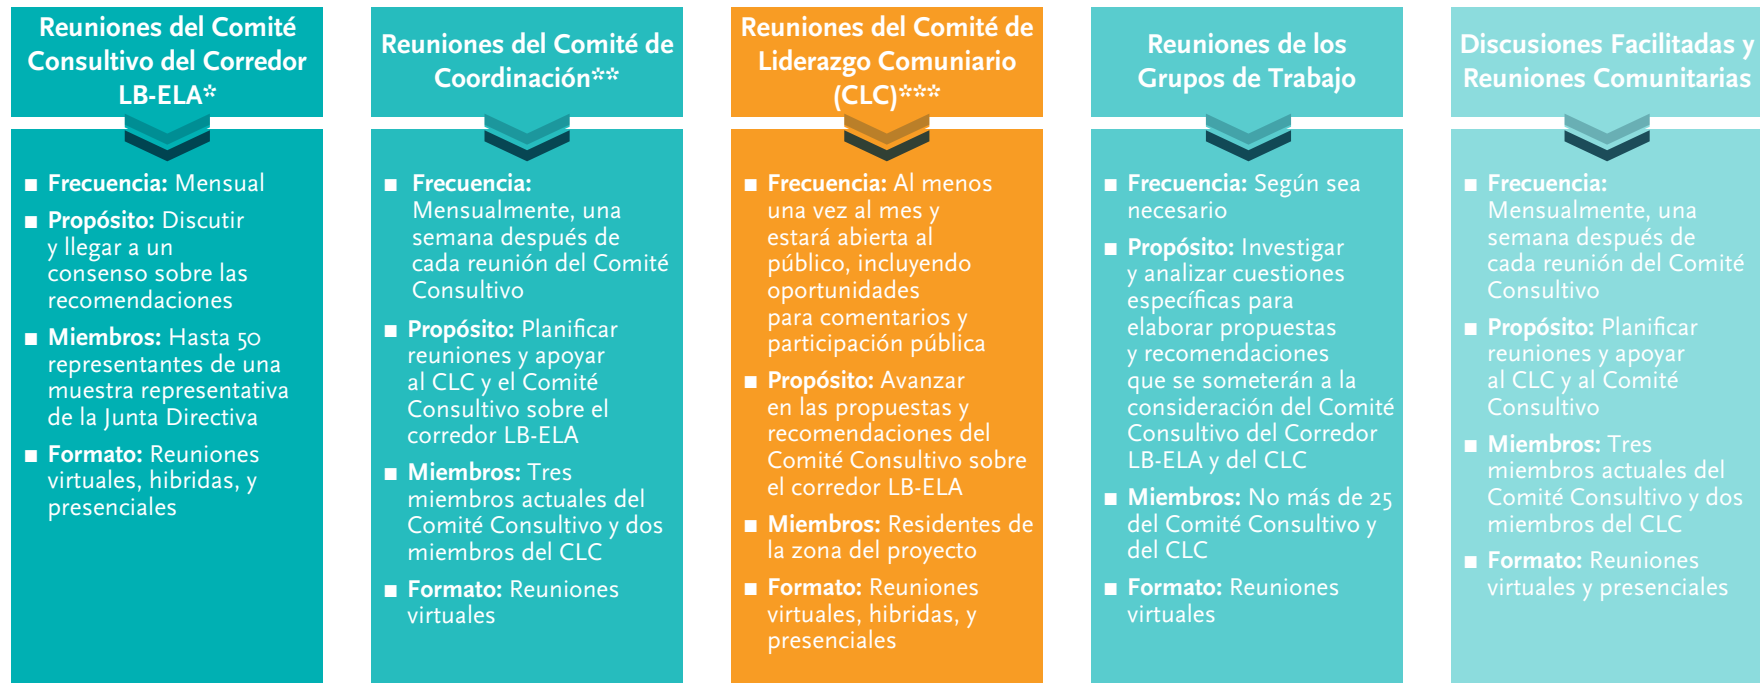 Reuniones del Comité
Consultivo del Corredor
LB-ELA*
■ Frecuencia: Mensual
■ Propósito: Discutir
y llegar a un
consenso sobre las
recomendaciones
■ Miembros: Hasta 50
representantes de una
muestra representativa
de la Junta Directiva
■ Formato: Reuniones
virtuales, hibridas, y
presenciales
Reuniones del Comité de
Coordinación**
■ Frecuencia:
Mensualmente, una
semana después de
cada reunión del Comité
Consultivo
■ Propósito: Planificar
reuniones y apoyar
al CLC y el Comité
Consultivo sobre el
corredor LB-ELA
■ Miembros: Tres
miembros actuales del
Comité Consultivo y dos
miembros del CLC
■ Formato: Reuniones
virtuales
Reuniones del Comité de
Liderazgo Comuniario
(CLC)***
■ Frecuencia: Al menos
una vez al mes y
estará abierta al
público, incluyendo
oportunidades
para comentarios y
participación pública
■ Propósito: Avanzar
en las propuestas y
recomendaciones del
Comité Consultivo sobre
el corredor LB-ELA
■ Miembros: Residentes de
la zona del proyecto
■ Formato: Reuniones
virtuales, hibridas, y
presenciales
Reuniones de los
Grupos de Trabajo
■ Frecuencia: Según sea
necesario
■ Propósito: Investigar
y analizar cuestiones
específicas para
elaborar propuestas
y recomendaciones
que se someterán a la
consideración del Comité
Consultivo del Corredor
LB-ELA y del CLC
■ Miembros: No más de 25
del Comité Consultivo y
del CLC
■ Formato: Reuniones
virtuales
Discusiones Facilitadas y
Reuniones Comunitarias
■ Frecuencia:
Mensualmente, una
semana después de
cada reunión del Comité
Consultivo
■ Propósito: Planificar
reuniones y apoyar
al CLC y al Comité
Consultivo
■ Miembros: Tres
miembros actuales del
Comité Consultivo y dos
miembros del CLC
■ Formato: Reuniones
virtuales y presenciales